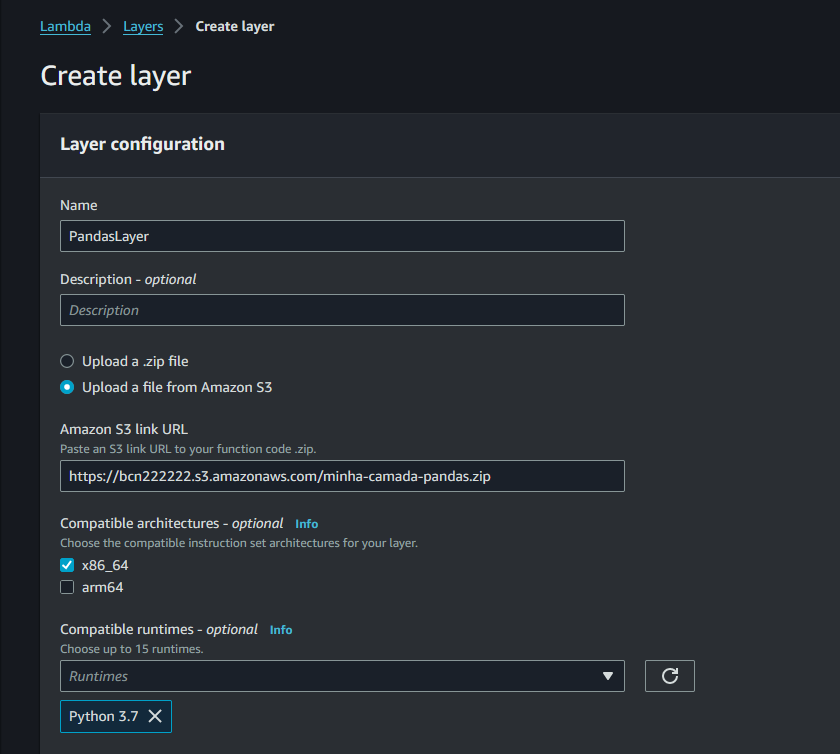 Lambda > Layers > Create layer
Create layer
Layer configuration
Name
PandasLayer
Description - optional
Description
Upload a .zip file
Upload a file from Amazon S3
Amazon S3 link URL
Paste an S3 link URL to your function code .zip.
https://bcn222222.s3.amazonaws.com/minha-camada-pandas.zip
Compatible architectures - optional Info
Choose the compatible instruction set architectures for your layer.
x86_64
arm64
Compatible runtimes - optional Info
Choose up to 15 runtimes.
Runtimes
Python 3.7